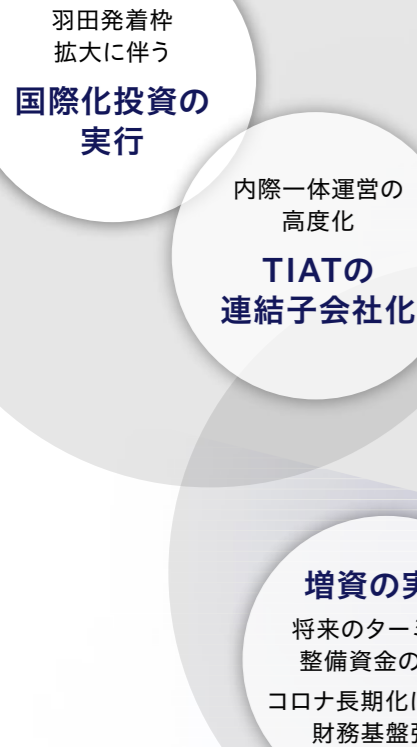 羽田発着枠
拡大に伴う
国際化投資の
実行
内際一体運営の
高度化
TIATの
連結子会社化
増資の実
将来のター
整備資金の
コロナ長期化
財務基盤